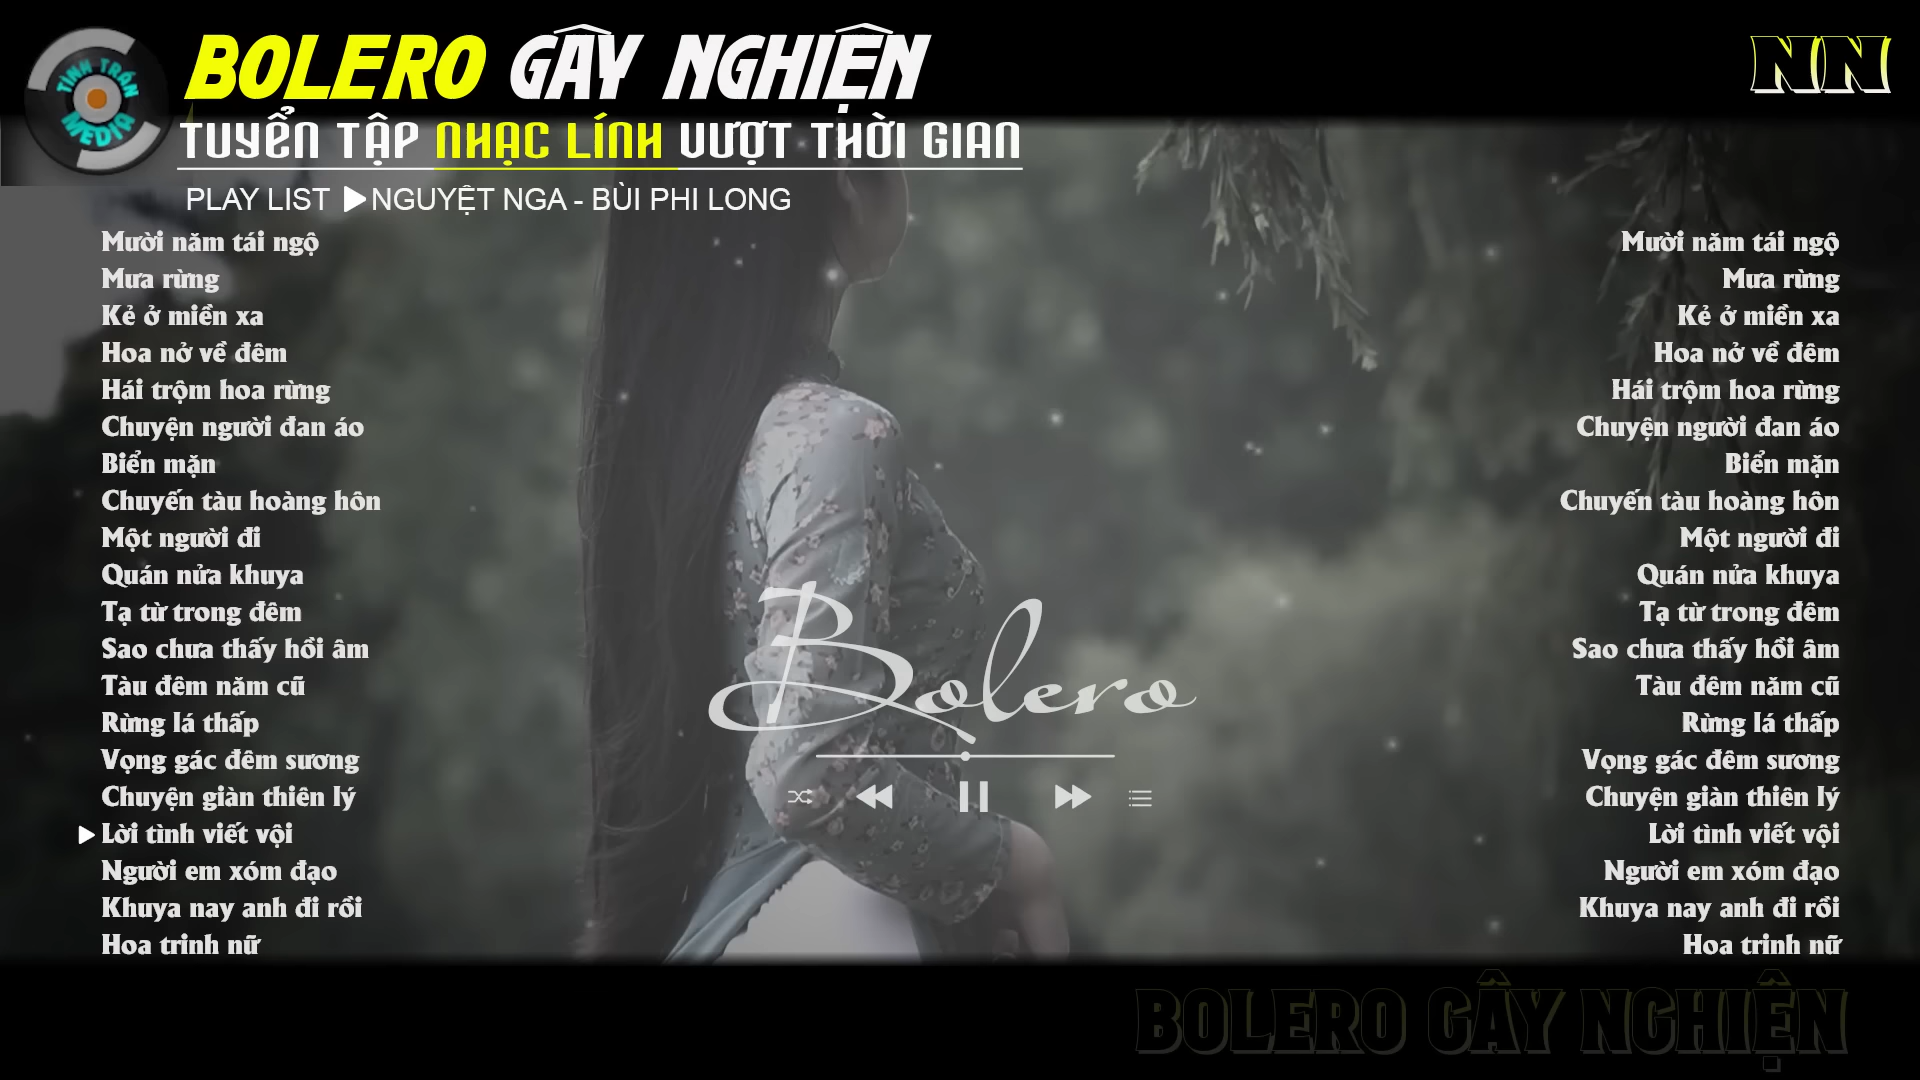 TÌNH TRẦN
MEDIA
BOLERO GÂY NGHIỆN
NN
TUYỂN TẬP NHẠC LÍNH VƯỢT THỜI GIAN
PLAY LIST ▶NGUYỆT NGA - BÙI PHI LONG
Mười năm tái ngộ
Mưa rừng
Kẻ ở miền xa
Hoa nở về đêm
Hái trộm hoa rừng
Chuyện người đan áo
Biển mặn
Chuyến tàu hoàng hôn
Một người đi
Quán nửa khuya
Tạ từ trong đêm
Sao chưa thấy hồi âm
Tàu đêm năm cũ
Rừng lá thấp
Vọng gác đêm sương
Chuyện giàn thiên lý
Lời tình viết vội
Người em xóm đạo
Khuya nay anh đi rồi
Hoa trinh nữ
Bolero
Mười năm tái ngộ
Mưa rừng
Kẻ ở miền xa
Hoa nở về đêm
Hái trộm hoa rừng
Chuyện người đan áo
Biển mặn
Chuyến tàu hoàng hôn
Một người đi
Quán nửa khuya
Tạ từ trong đêm
Sao chưa thấy hồi âm
Tàu đêm năm cũ
Rừng lá thấp
Vọng gác đêm sương
Chuyện giàn thiên lý
Lời tình viết vội
Người em xóm đạo
Khuya nay anh đi rồi
Hoa trinh nữ
BOLERO GÂY NGHIỆN